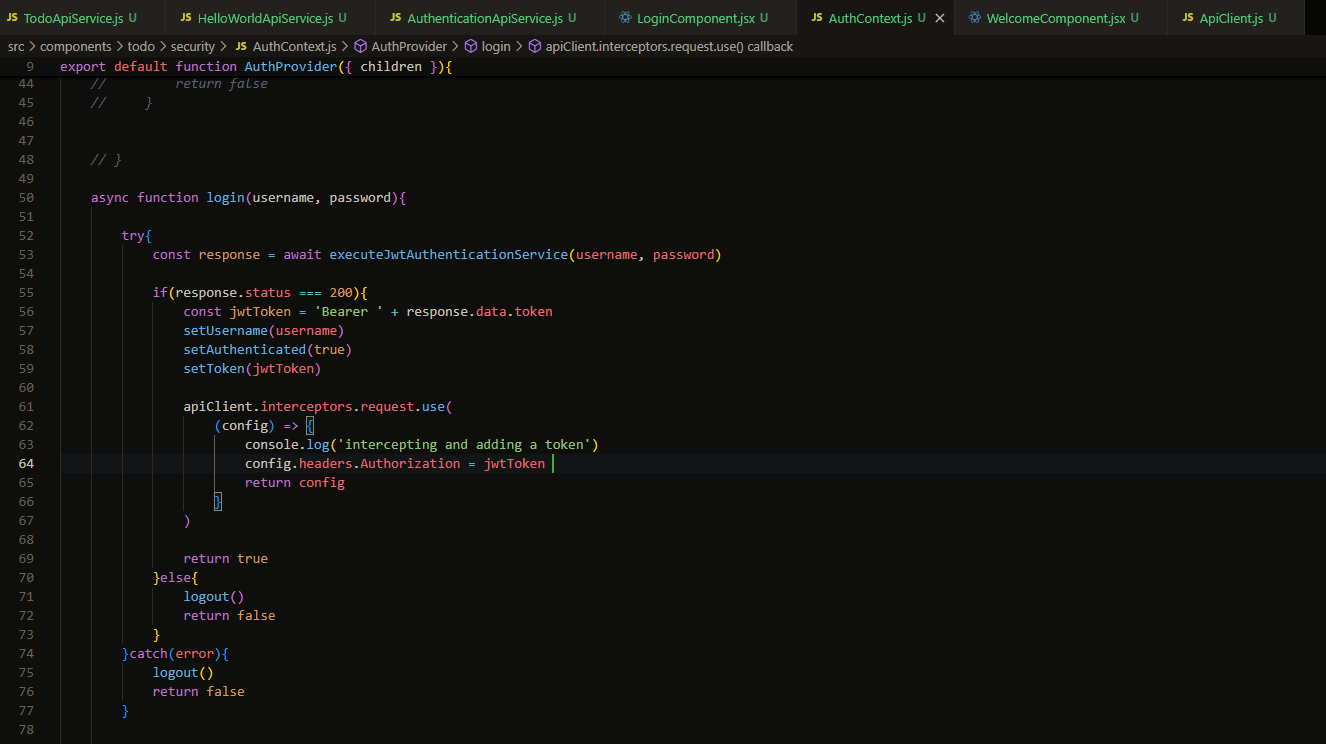 JS TodoApiService.js U JS HelloWorldApiService.js U JS AuthenticationApiService.js U LoginComponent.jsx U JS AuthContext.js U × WelcomeComponent.jsx U JS ApiClient.js U
src > components > todo > security > JS AuthContext.js > AuthProvider > login > apiClient.interceptors.request.use() callback
9 export default function AuthProvider({ children }){
44 // return false
45 // }
46
47
48 // }
49
50 async function login(username, password){
51
52 try{
53 const response = await executeJwtAuthenticationService(username, password)
54
55 if(response.status === 200){
56 const jwtToken = 'Bearer ' + response.data.token
57 setUsername(username)
58 setAuthenticated(true)
59 setToken(jwtToken)
60
61 apiClient.interceptors.request.use(
62 (config) => {
63 console.log('intercepting and adding a token')
64 config.headers.Authorization = jwtToken
65 return config
66 }
67 )
68
69 return true
70 }else{
71 logout()
72 return false
73 }
74 }catch(error){
75 logout()
76 return false
77 }
78